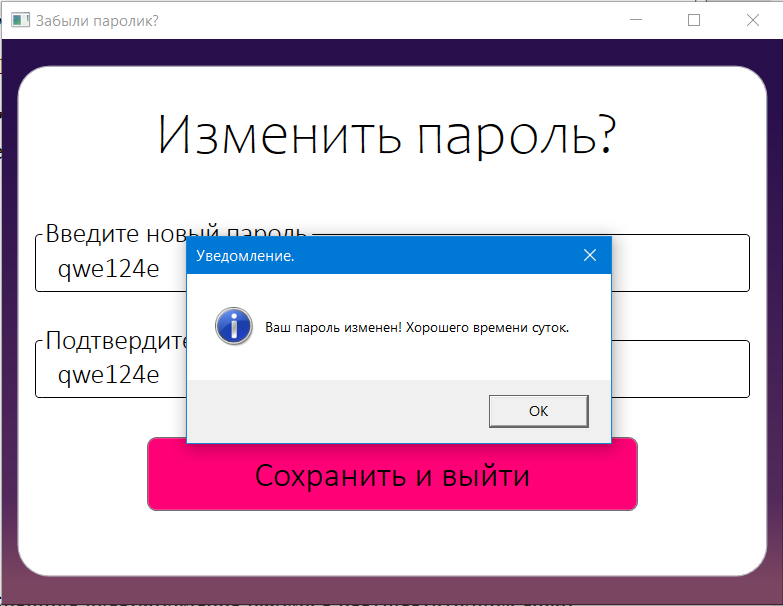 Забыли паролик?
Изменить пароль?
Введите новый пароль
qwe124e
Уведомление.
Ваш пароль изменен! Хорошего времени суток.
Подтвердите
qwe124e
OK
Сохранить и выйти